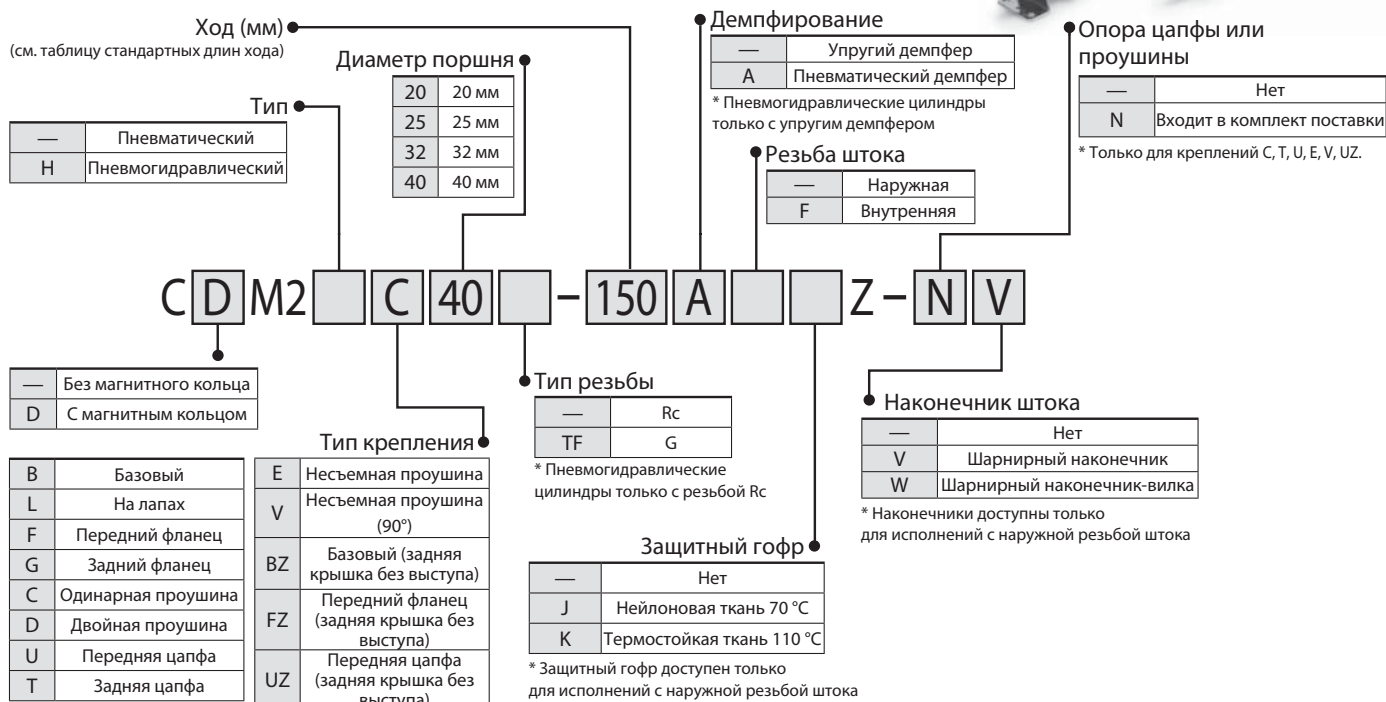 Ход (мм)
(см. таблицу стандартных длин хода)
Тип
— Пневматический
H Пневмогидравлический
Диаметр поршня
20 20 мм
25 25 мм
32 32 мм
40 40 мм
Демпфирование
— Упругий демпфер
A Пневматический демпфер
* Пневмогидравлические цилиндры
только с упругим демпфером
Резьба штока
— Наружная
F Внутренняя
Опора цапфы или
проушины
— Нет
N Входит в комплект поставки
* Только для креплений C, T, U, E, V, UZ.
C D M2 C 40 – 150 A Z – N V
— Без магнитного кольца
D С магнитным кольцом
Тип крепления
B Базовый
L На лапах
F Передний фланец
G Задний фланец
C Одинарная проушина
D Двойная проушина
U Передняя цапфа
T Задняя цапфа
E Несъемная проушина
V Несъемная проушина
(90°)
BZ Базовый (задняя
крышка без выступа)
FZ Передний фланец
(задняя крышка без
выступа)
UZ Передняя цапфа
(задняя крышка без
выступа)
Тип резьбы
— Rc
TF G
* Пневмогидравлические
цилиндры только с резьбой Rc
Защитный гофр
— Нет
J Нейлоновая ткань 70 °C
K Термостойкая ткань 110 °C
* Защитный гофр доступен только
для исполнений с наружной резьбой штока
Наконечник штока
— Нет
V Шарнирный наконечник
W Шарнирный наконечник-вилка
* Наконечники доступны только
для исполнений с наружной резьбой штока